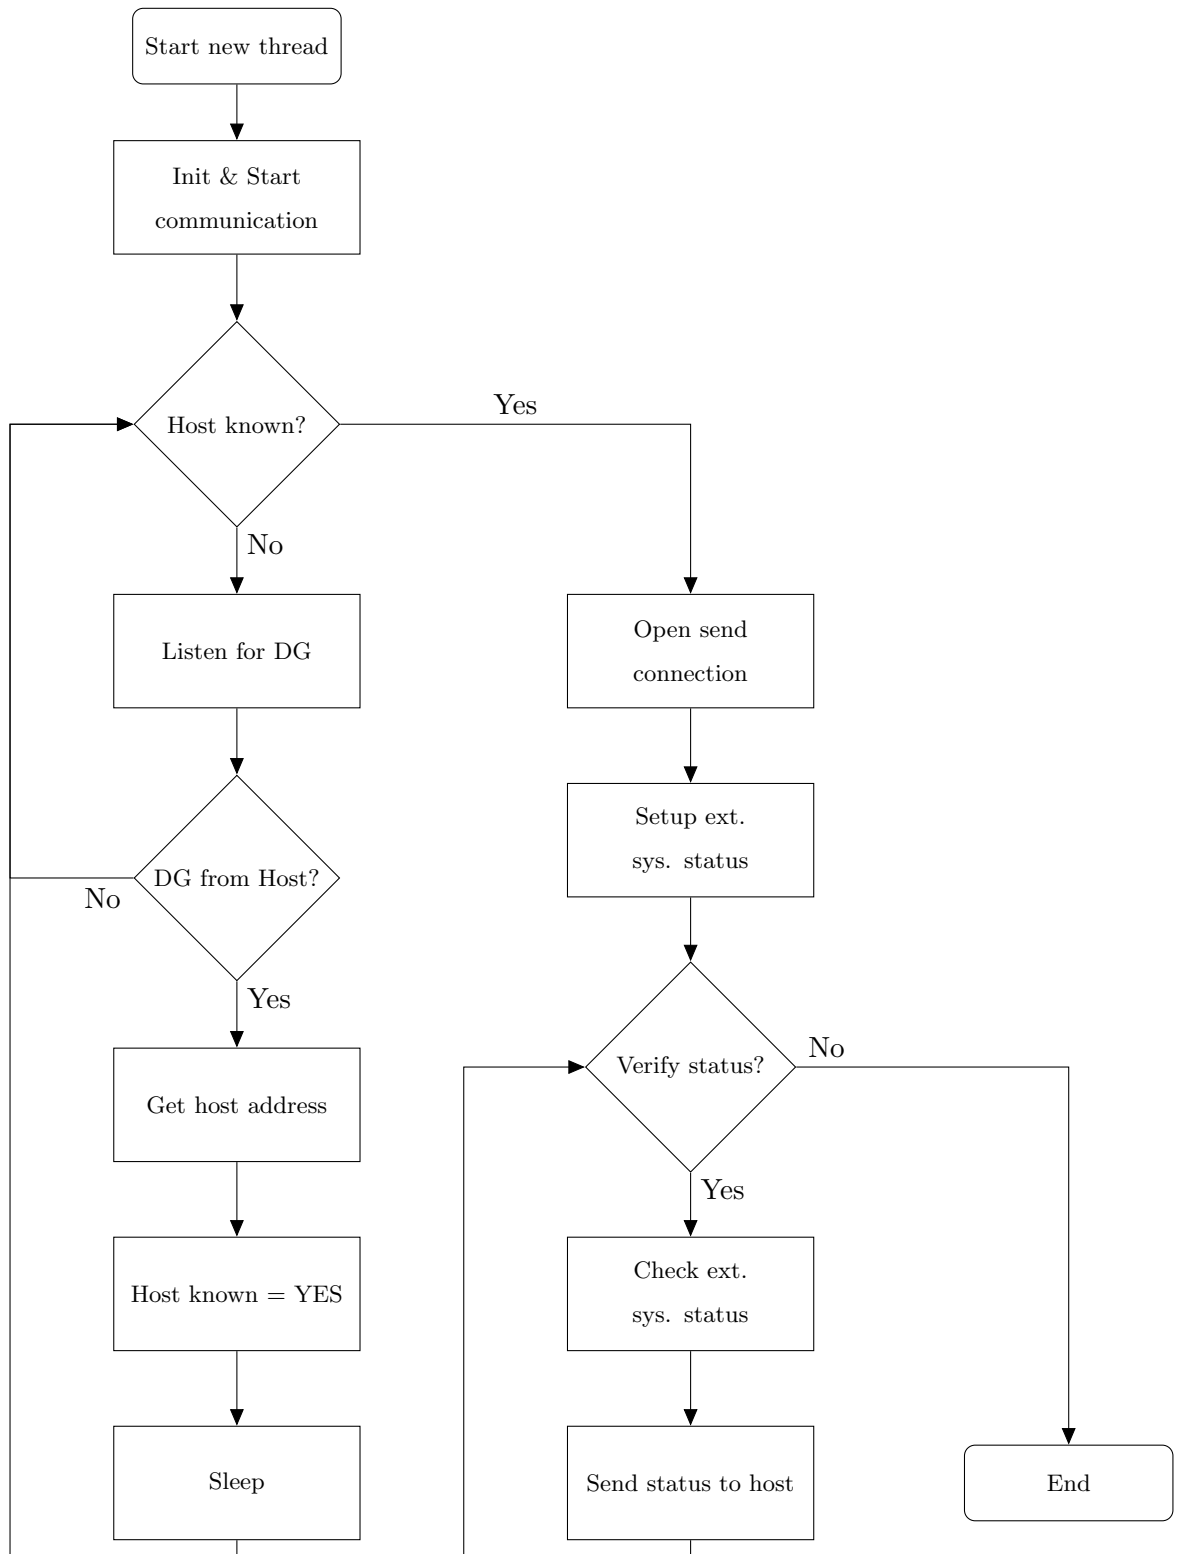 Start new thread
Init & Start
communication
Host known?
Yes
No
Listen for DG
Open send
connection
Setup ext.
sys. status
DG from Host?
No
Yes
Verify status?
No
Yes
Get host address
Host known = YES
Check ext.
sys. status
Sleep
Send status to host
End